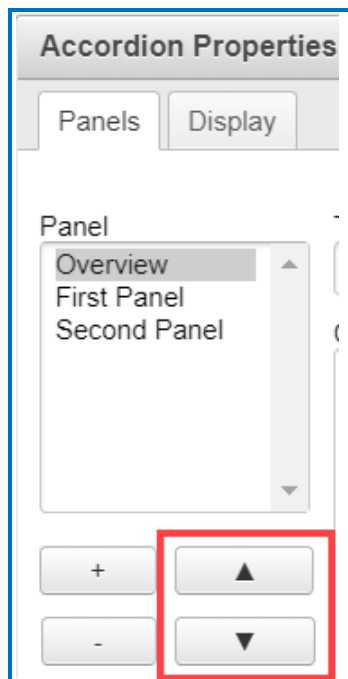 Accordion Properties
Panels Display
Panel
Overview
First Panel
Second Panel
+ ▲
- ▼